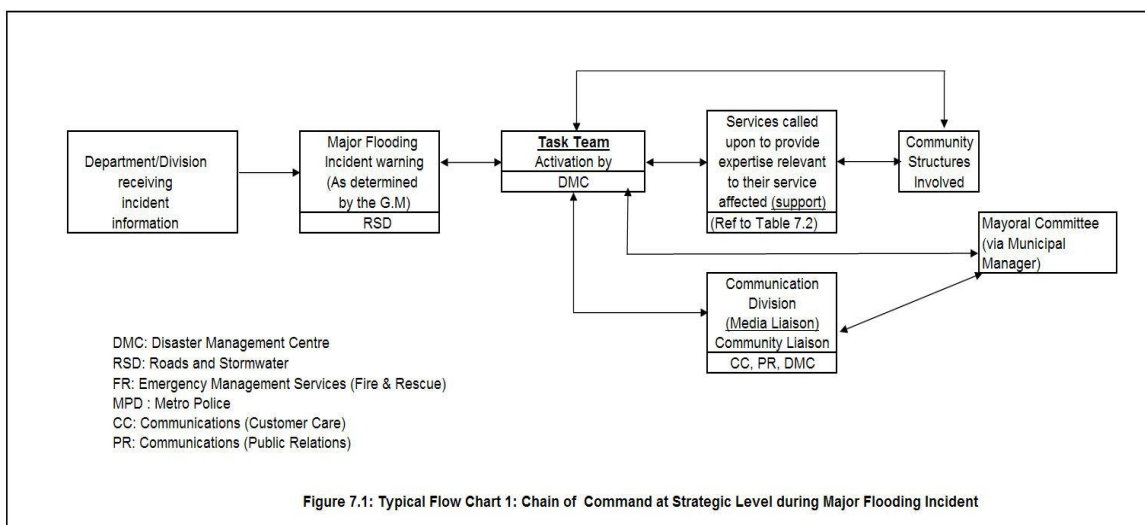 Department/Division
receiving
incident
information
Major Flooding
Incident warning
(As determined
by the G.M)
RSD
Task Team
Activation by
DMC
Services called
upon to provide
expertise relevant
to their service
affected (support)
(Ref to Table 7.2)
Community
Structures
Involved
Mayoral Committee
(via Municipal
Manager)
Communication
Division
(Media Liaison)
Community Liaison
CC, PR, DMC
DMC: Disaster Management Centre
RSD: Roads and Stormwater
FR: Emergency Management Services (Fire & Rescue)
MPD : Metro Police
CC: Communications (Customer Care)
PR: Communications (Public Relations)
Figure 7.1: Typical Flow Chart 1: Chain of Command at Strategic Level during Major Flooding Incident